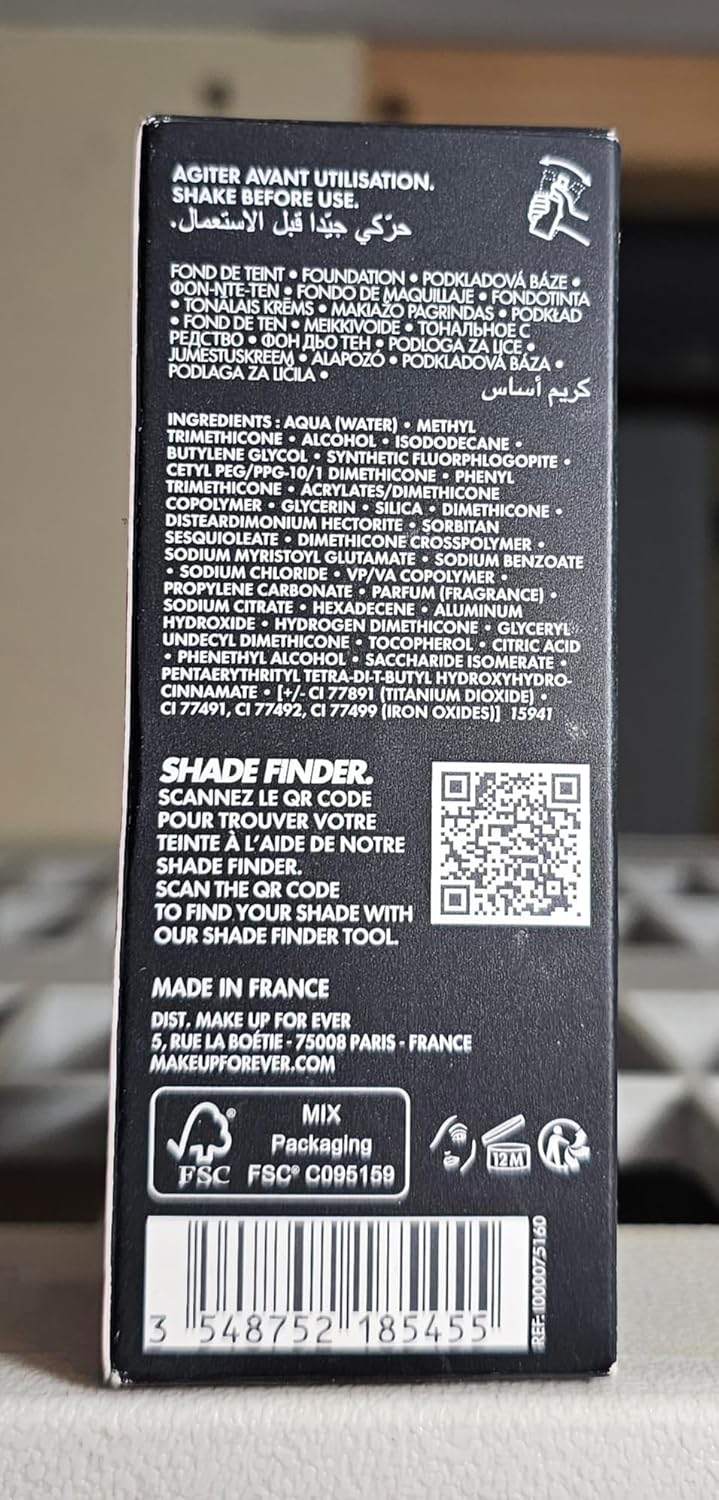 AGITER AVANT UTILISATION.
SHAKE BEFORE USE.
حرّكي جيّدا قبل الاستعمال.
FOND DE TEINT • FOUNDATION • PODKLADOVÁ BÁZE •
ФОН-NTE-TEN • FONDO DE MAQUILLAJE • FONDOTINTA
• TONĀLAIS KRĒMS • MAKIAŽO PAGRINDAS • PODKŁAD
• FOND DE TEN • MEIKKIVOIDE • ТОНАЛЬНОЕ С
РЕДСТВО • ФОН ДЬО ТЕН • PODLOGA ZA LICE •
JUMESTUSKREEM • ALAPOZÓ • PODKLADOVÁ BÁZA •
PODLAGA ZA LIČILA •
كريم أساس
INGREDIENTS : AQUA (WATER) • METHYL
TRIMETHICONE • ALCOHOL • ISODODECANE •
BUTYLENE GLYCOL • SYNTHETIC FLUORPHLOGOPITE •
CETYL PEG/PPG-10/1 DIMETHICONE • PHENYL
TRIMETHICONE • ACRYLATES/DIMETHICONE
COPOLYMER • GLYCERIN • SILICA • DIMETHICONE •
DISTEARDIMONIUM HECTORITE • SORBITAN
SESQUIOLEATE • DIMETHICONE CROSSPOLYMER •
SODIUM MYRISTOYL GLUTAMATE • SODIUM BENZOATE
• SODIUM CHLORIDE • VP/VA COPOLYMER •
PROPYLENE CARBONATE • PARFUM (FRAGRANCE) •
SODIUM CITRATE • HEXADECENE • ALUMINUM
HYDROXIDE • HYDROGEN DIMETHICONE • GLYCERYL
UNDECYL DIMETHICONE • TOCOPHEROL • CITRIC ACID
• PHENETHYL ALCOHOL • SACCHARIDE ISOMERATE •
PENTAERYTHRITYL TETRA-DI-T-BUTYL HYDROXYHYDRO-
CINNAMATE • [+/- CI 77891 (TITANIUM DIOXIDE) •
CI 77491, CI 77492, CI 77499 (IRON OXIDES)] 15941
SHADE FINDER.
SCANNEZ LE QR CODE
POUR TROUVER VOTRE
TEINTE À L'AIDE DE NOTRE
SHADE FINDER.
SCAN THE QR CODE
TO FIND YOUR SHADE WITH
OUR SHADE FINDER TOOL.
MADE IN FRANCE
DIST. MAKE UP FOR EVER
5, RUE LA BOÉTIE - 75008 PARIS - FRANCE
MAKEUPFOREVER.COM
FSC®
MIX
Packaging
FSC® C095159
12M
3 548752 185455
REF: I000075160